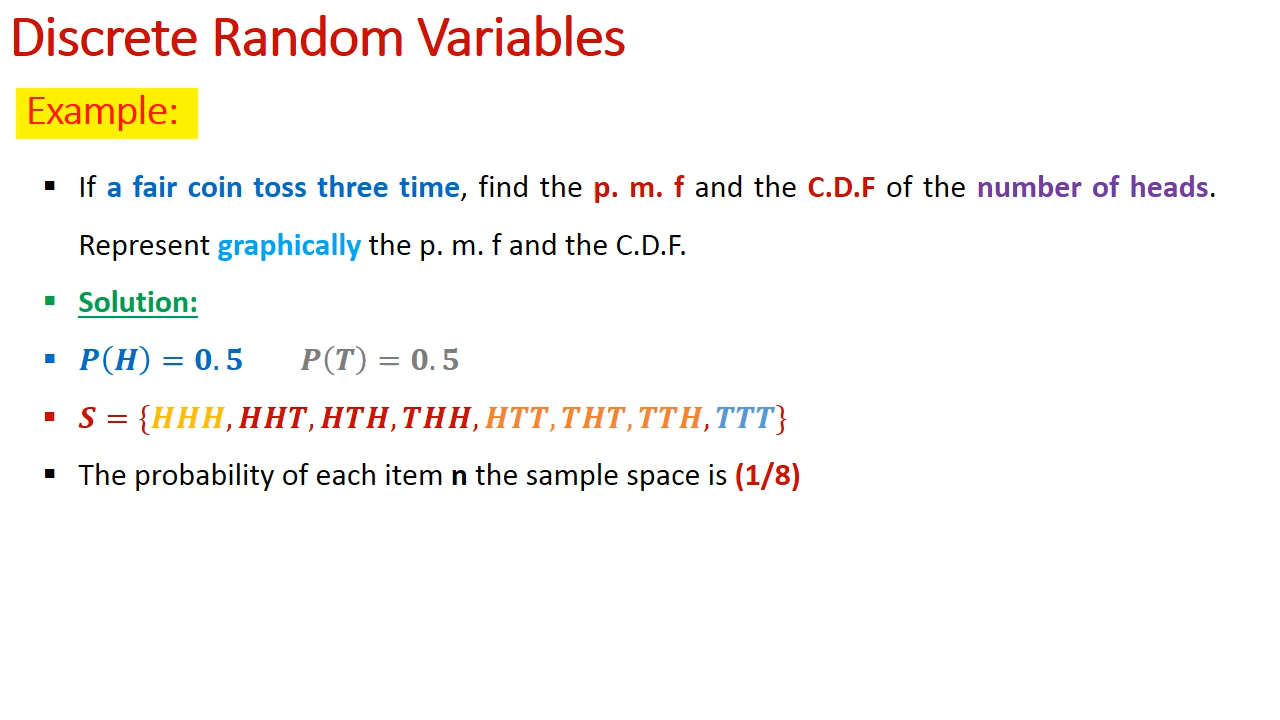 Discrete Random Variables
Example:
▪ If a fair coin toss three time, find the p. m. f and the C.D.F of the number of heads.
Represent graphically the p. m. f and the C.D.F.
▪ Solution:
▪ P(H) = 0.5 P(T) = 0.5
▪ S = {HHH, HHT, HTH, THH, HTT, THT, TTH, TTT}
▪ The probability of each item n the sample space is (1/8)